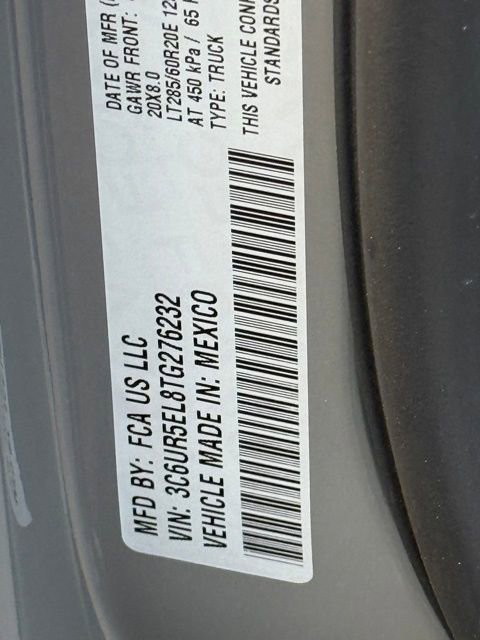 MFD BY: FCA US LLC
DATE OF MFR
GAWR FRONT:
20X8.0
LT285/60R20E
AT 450 kPa / 65
TYPE: TRUCK
VIN: 3C6UR5EL8TG276232
VEHICLE MADE IN: MEXICO
THIS VEHICLE
STANDARDS